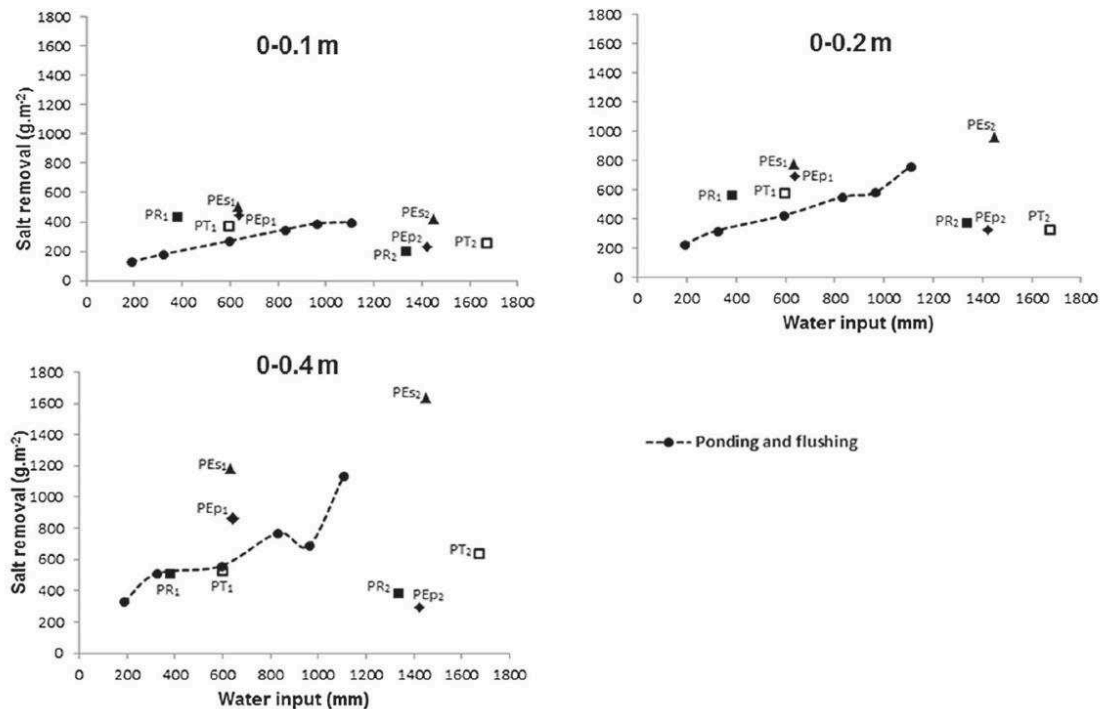 0-0.1 m
Salt removal (g.m-2)
1800
1600
1400
1200
1000
800
600
400
200
0
PR1
PEs1
PT1
PEp1
PEs2
PEp2
PR2
PT2
0 200 400 600 800 1000 1200 1400 1600 1800
0-0.2 m
1800
1600
1400
1200
1000
800
600
400
200
0
PR1
PEs1
PT1
PEp1
PEs2
PR2
PEp2
PT2
0 200 400 600 800 1000 1200 1400 1600 1800
Water input (mm)
0-0.4 m
Salt removal (g.m-2)
1800
1600
1400
1200
1000
800
600
400
200
0
PEs1
PEp1
PR1
PT1
PEs2
PT2
PR2
PEp2
0 200 400 600 800 1000 1200 1400 1600 1800
Water input (mm)
Ponding and flushing